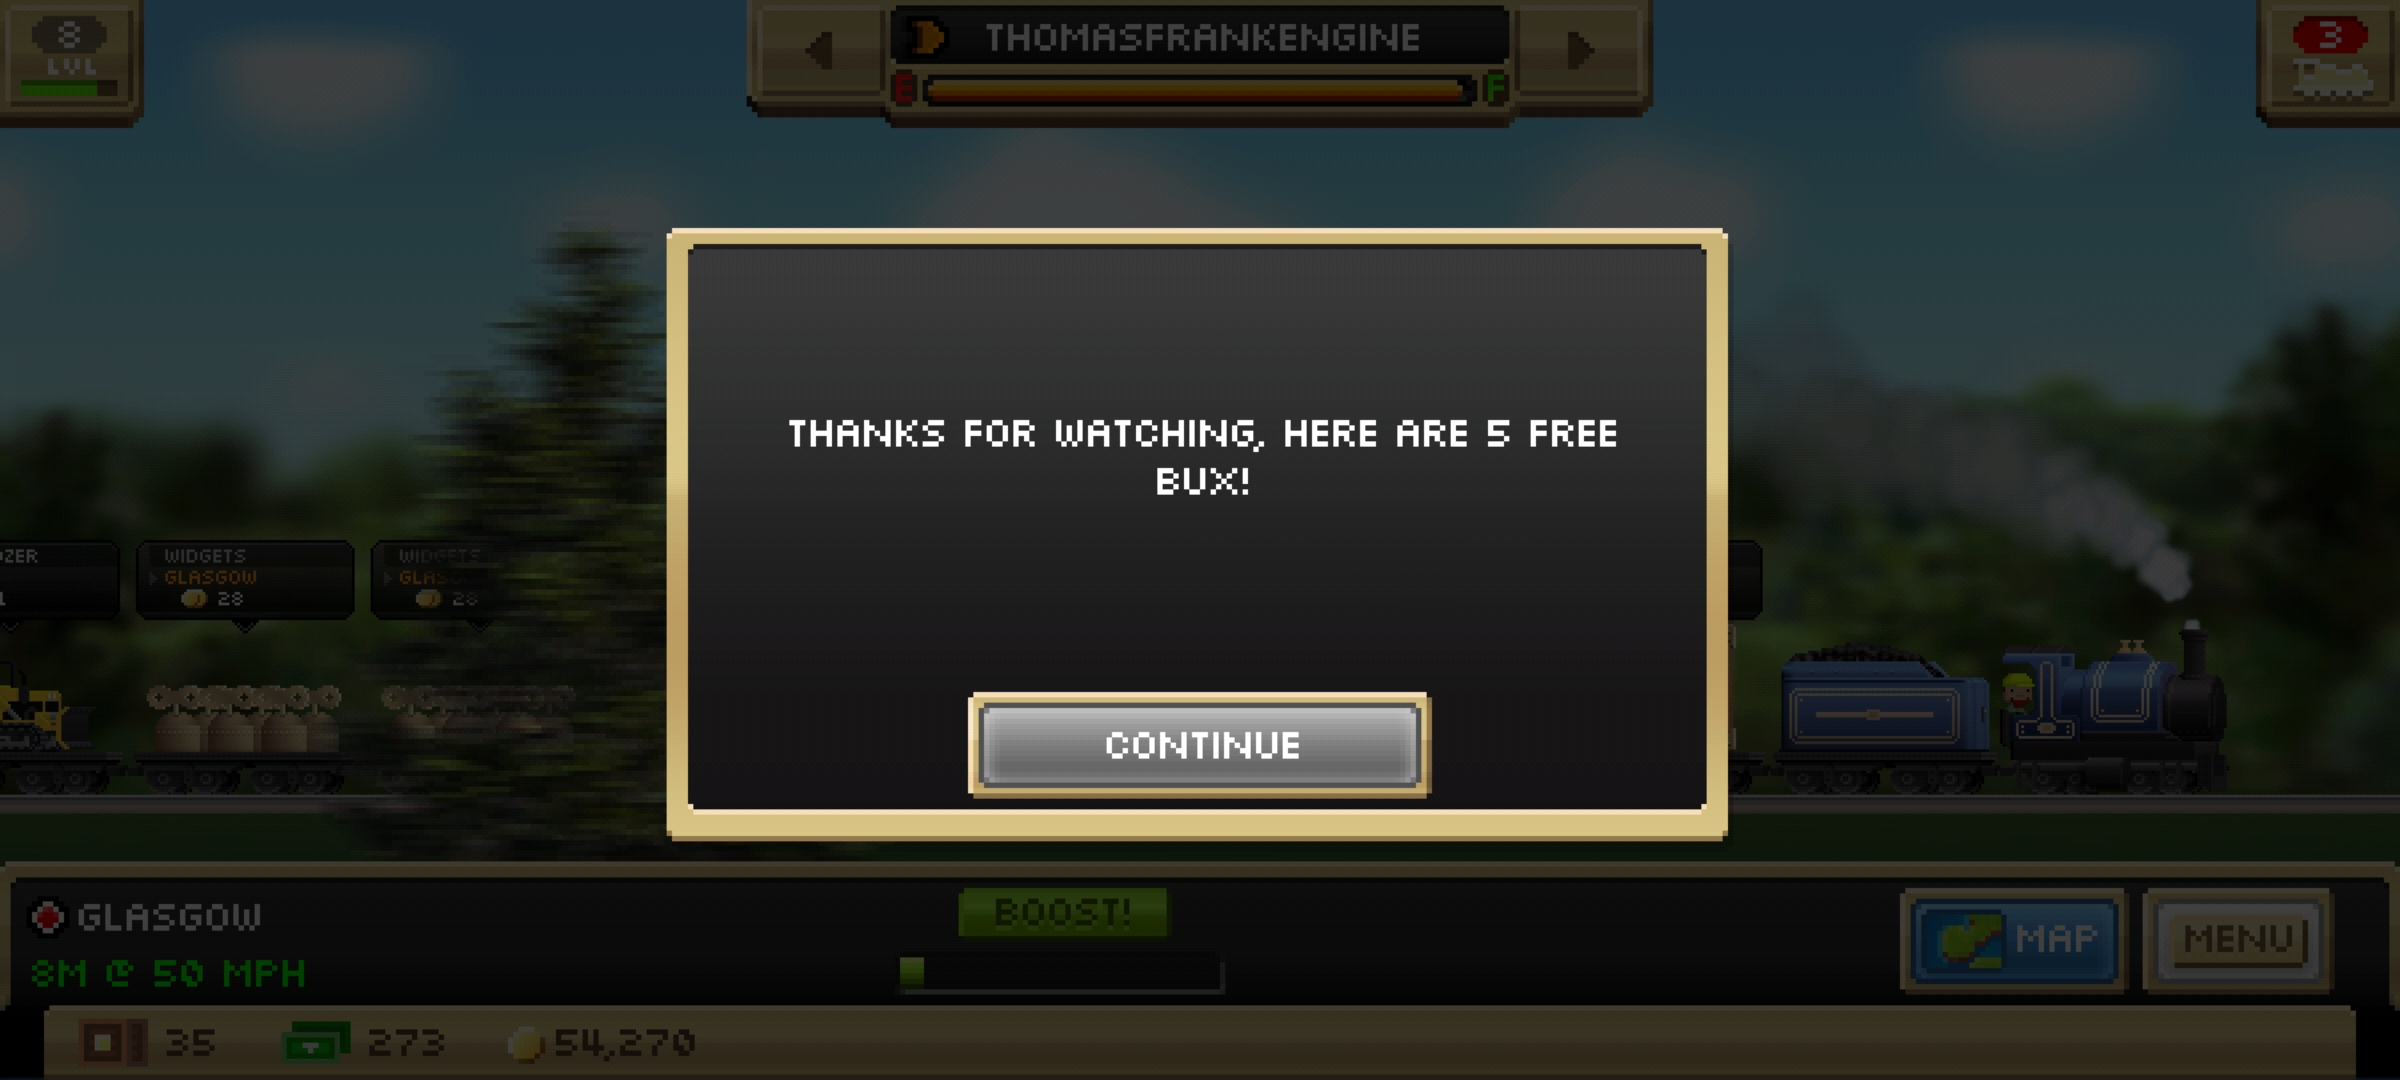 8
LVL
THOMASFRANKENGINE
E F
3
THANKS FOR WATCHING, HERE ARE 5 FREE
BUX!
CONTINUE
WIDGETS
GLASGOW
28
WIDGETS
28
GLASGOW
8M @ 50 MPH
BOOST!
MAP
MENU
35
273
54,270